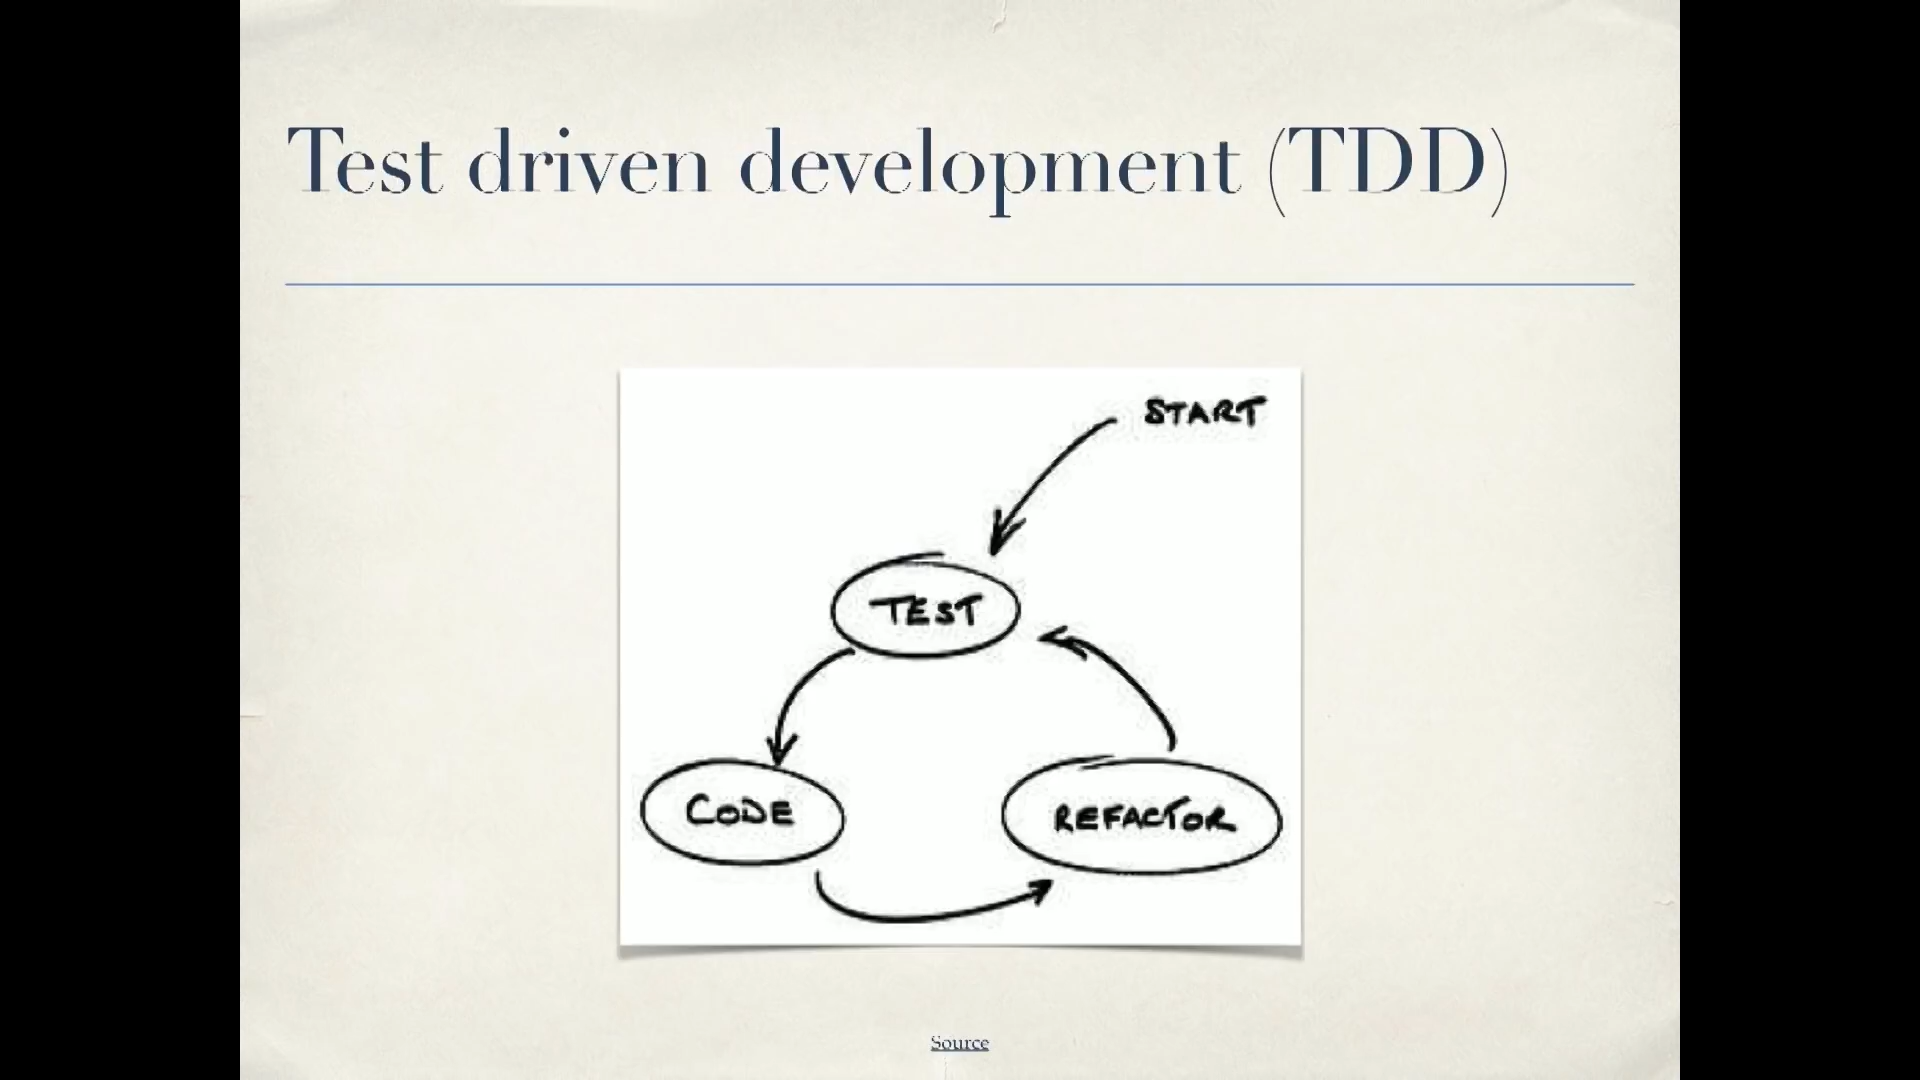 Test driven development (TDD)
START
TEST
CODE
REFACTOR
Source